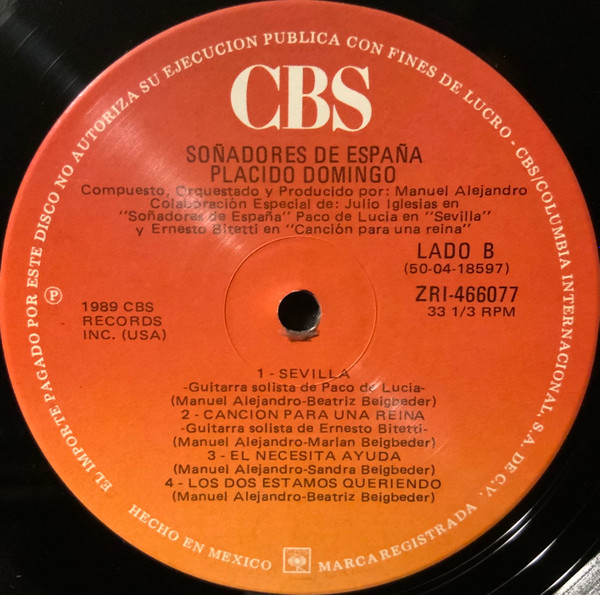 EL IMPORTE PAGADO POR ESTE DISCO NO AUTORIZA SU EJECUCION PUBLICA CON FINES DE LUCRO - CBS/COLUMBIA INTERNACIONAL, S.A. DE C.V.
CBS
SOÑADORES DE ESPAÑA
PLACIDO DOMINGO
Compuesto, Orquestado y Producido por: Manuel Alejandro
Colaboración Especial de: Julio Iglesias en
"Soñadores de España" Paco de Lucia en "Sevilla"
y Ernesto Bitetti en "Canción para una reina"
LADO B
(50-04-18597)
P
1989 CBS
RECORDS
INC. (USA)
ZRI-466077
33 1/3 RPM
1 - SEVILLA
-Guitarra solista de Paco de Lucia-
(Manuel Alejandro-Beatriz Beigbeder)
2 - CANCION PARA UNA REINA
-Guitarra solista de Ernesto Bitetti-
(Manuel Alejandro-Marian Beigbeder)
3 - EL NECESITA AYUDA
(Manuel Alejandro-Sandra Beigbeder)
4 - LOS DOS ESTAMOS QUERIENDO
(Manuel Alejandro-Beatriz Beigbeder)
HECHO EN MEXICO
MARCA REGISTRADA